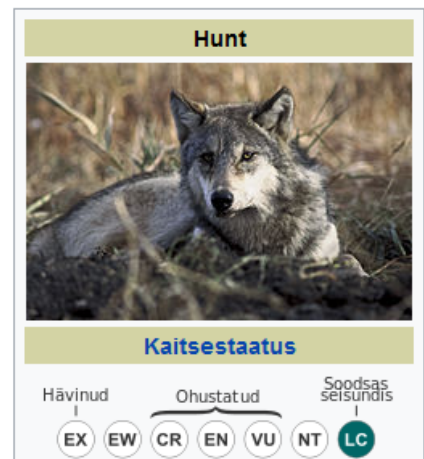 Hunt
Kaitsestaatus
Hävinud Ohustatud Soodsas
seisundis
EX EW CR EN VU NT LC